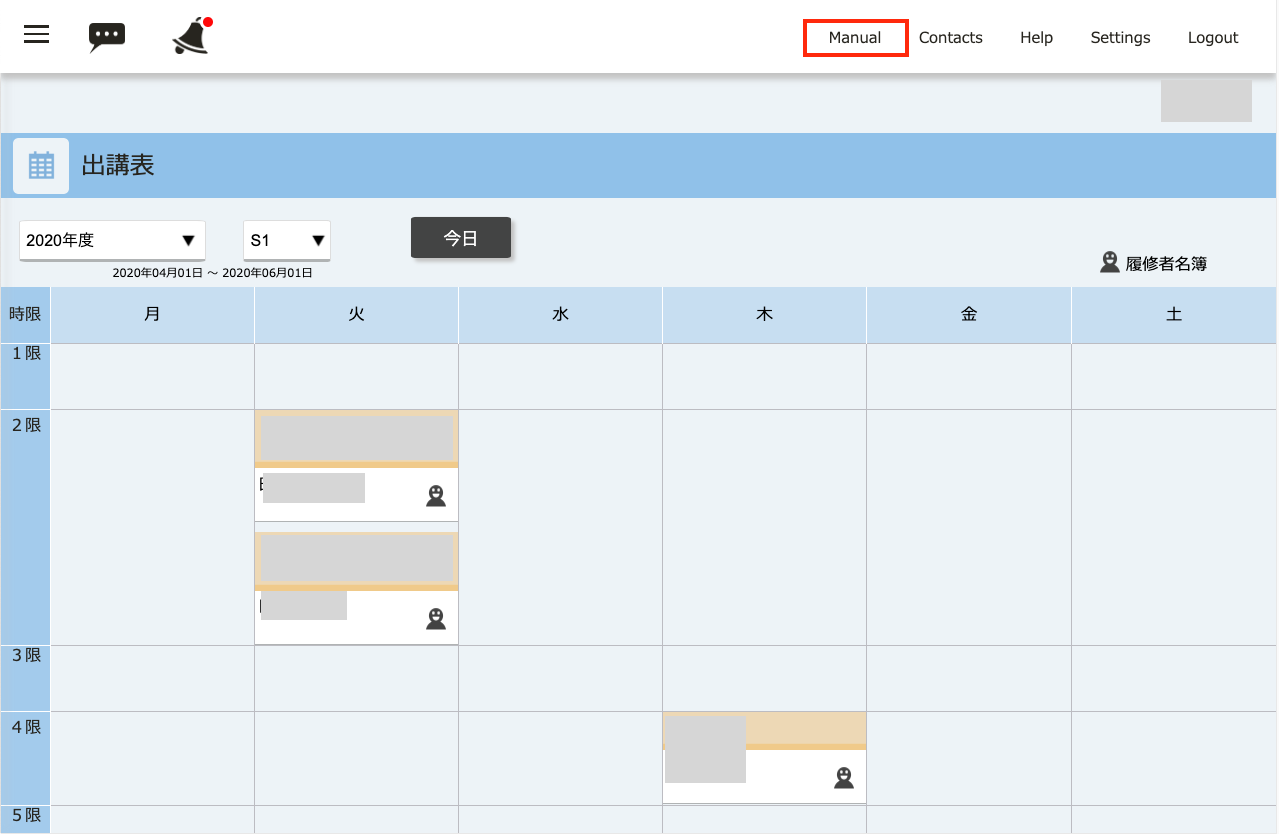 Manual Contacts Help Settings Logout
出講表
2020年度 S1 今日
2020年04月01日 ～ 2020年06月01日
履修者名簿
時限 月 火 水 木 金 土
1限
2限
3限
4限
5限